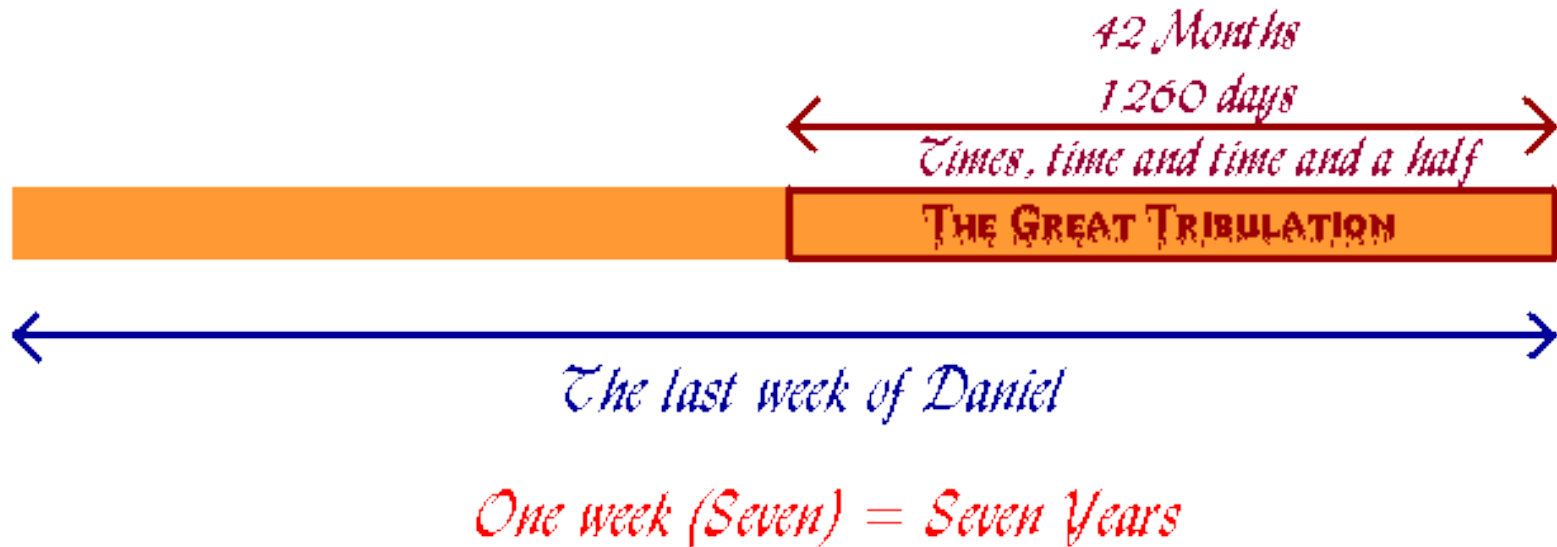 42 Months
1260 days
Times, time and time and a half
The Great Tribulation
The last week of Daniel
One week (Seven) = Seven Years